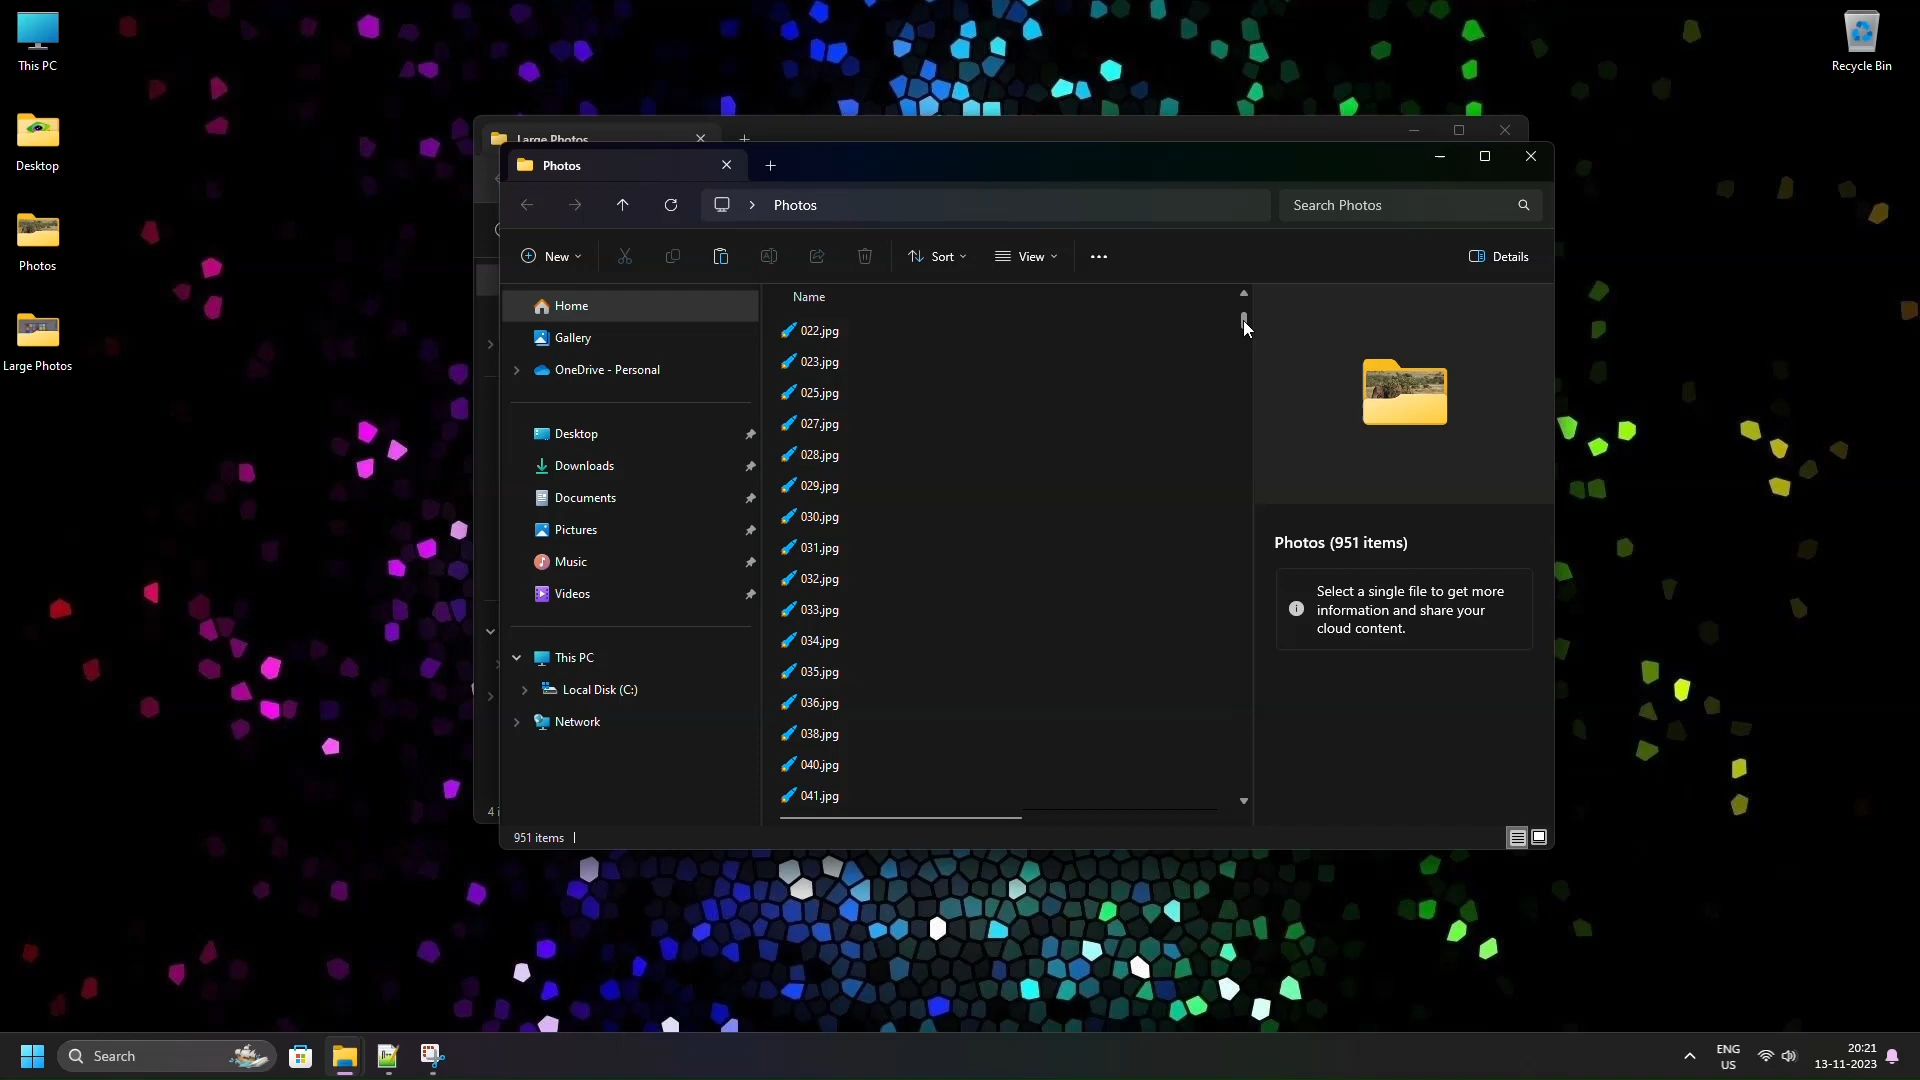 This PC
Desktop
Photos
Large Photos
Recycle Bin
Large Photos
Photos
Photos
Search Photos
New
Sort
View
Details
Home
Gallery
OneDrive - Personal
Desktop
Downloads
Documents
Pictures
Music
Videos
This PC
Local Disk (C:)
Network
Name
022.jpg
023.jpg
025.jpg
027.jpg
028.jpg
029.jpg
030.jpg
031.jpg
032.jpg
033.jpg
034.jpg
035.jpg
036.jpg
038.jpg
040.jpg
041.jpg
Photos (951 items)
Select a single file to get more
information and share your
cloud content.
4 i
951 items
Search
ENG
US
20:21
13-11-2023